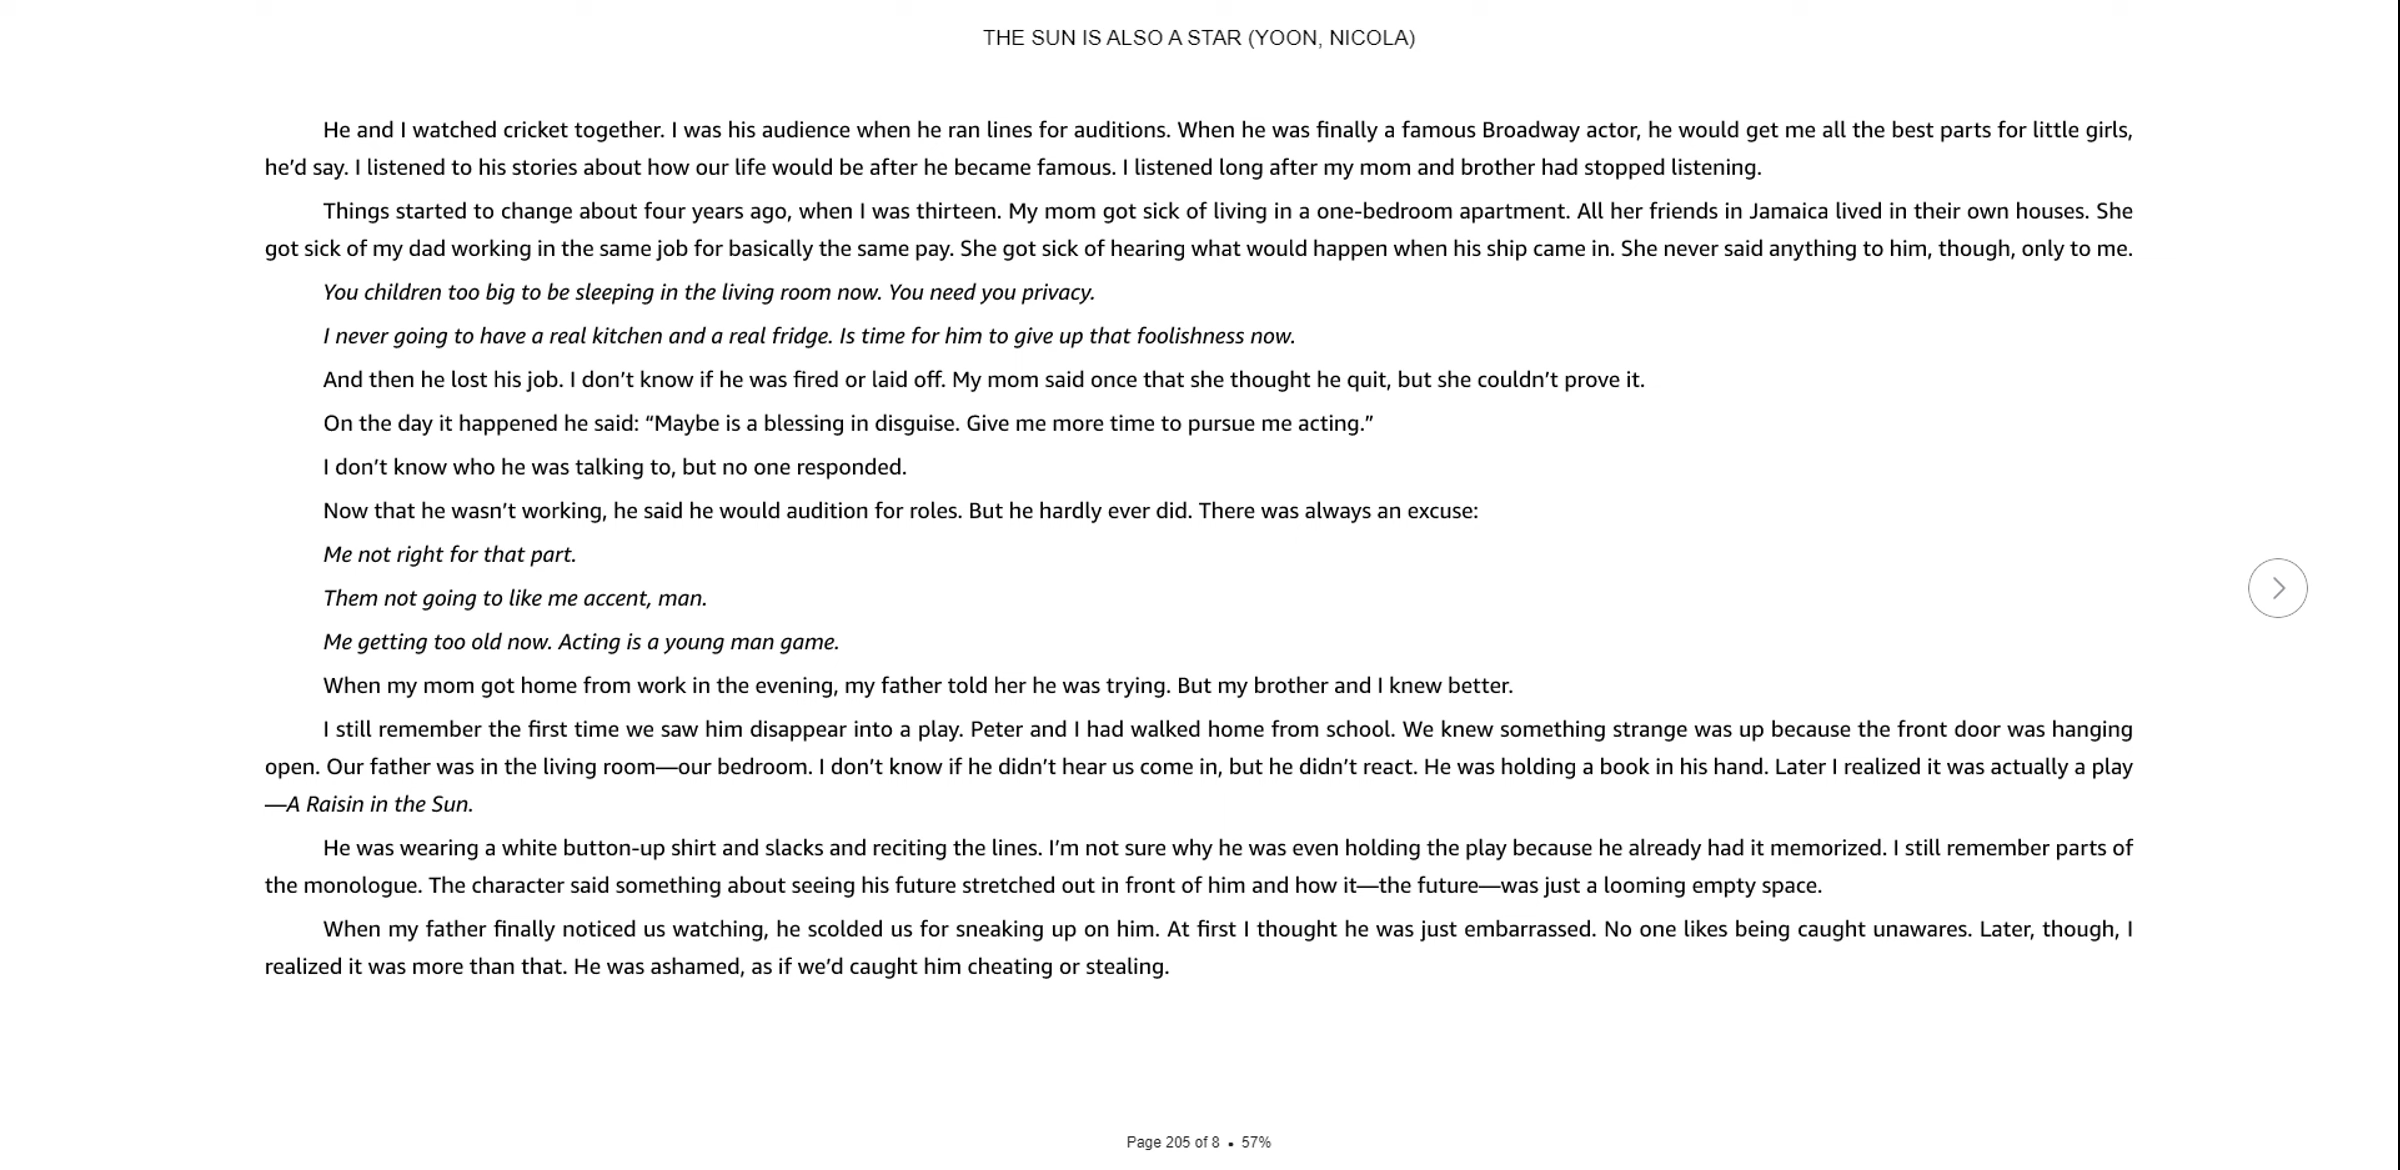 THE SUN IS ALSO A STAR (YOON, NICOLA)
He and I watched cricket together. I was his audience when he ran lines for auditions. When he was finally a famous Broadway actor, he would get me all the best parts for little girls,
he’d say. I listened to his stories about how our life would be after he became famous. I listened long after my mom and brother had stopped listening.
Things started to change about four years ago, when I was thirteen. My mom got sick of living in a one-bedroom apartment. All her friends in Jamaica lived in their own houses. She
got sick of my dad working in the same job for basically the same pay. She got sick of hearing what would happen when his ship came in. She never said anything to him, though, only to me.
You children too big to be sleeping in the living room now. You need you privacy.
I never going to have a real kitchen and a real fridge. Is time for him to give up that foolishness now.
And then he lost his job. I don’t know if he was fired or laid off. My mom said once that she thought he quit, but she couldn’t prove it.
On the day it happened he said: “Maybe is a blessing in disguise. Give me more time to pursue me acting.”
I don’t know who he was talking to, but no one responded.
Now that he wasn’t working, he said he would audition for roles. But he hardly ever did. There was always an excuse:
Me not right for that part.
Them not going to like me accent, man.
Me getting too old now. Acting is a young man game.
When my mom got home from work in the evening, my father told her he was trying. But my brother and I knew better.
I still remember the first time we saw him disappear into a play. Peter and I had walked home from school. We knew something strange was up because the front door was hanging
open. Our father was in the living room—our bedroom. I don’t know if he didn’t hear us come in, but he didn’t react. He was holding a book in his hand. Later I realized it was actually a play
—A Raisin in the Sun.
He was wearing a white button-up shirt and slacks and reciting the lines. I’m not sure why he was even holding the play because he already had it memorized. I still remember parts of
the monologue. The character said something about seeing his future stretched out in front of him and how it—the future—was just a looming empty space.
When my father finally noticed us watching, he scolded us for sneaking up on him. At first I thought he was just embarrassed. No one likes being caught unawares. Later, though, I
realized it was more than that. He was ashamed, as if we’d caught him cheating or stealing.
Page 205 of 8 • 57%